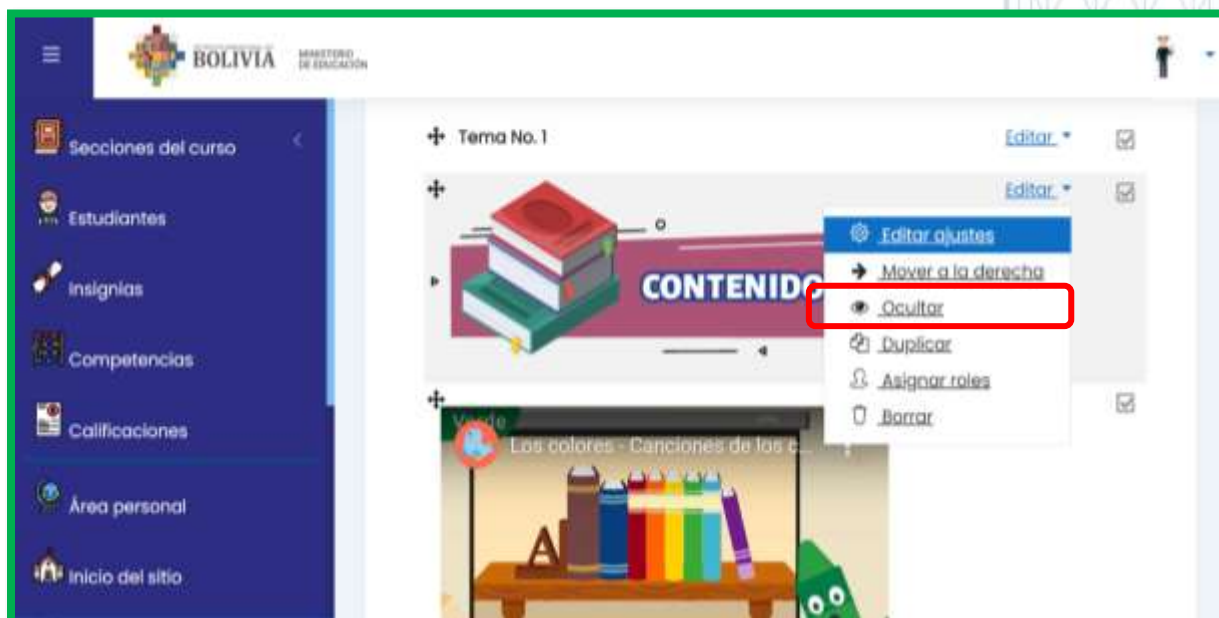 BOLIVIA
MINISTERIO
DE EDUCACIÓN
Secciones del curso
Estudiantes
Insignias
Competencias
Calificaciones
Área personal
Inicio del sitio
Tema No. 1
Editar
Editar
CONTENIDO
Editar ajustes
Mover a la derecha
Ocultar
Duplicar
Asignar roles
Borrar
Verde
Los colores - Canciones de los c...
A